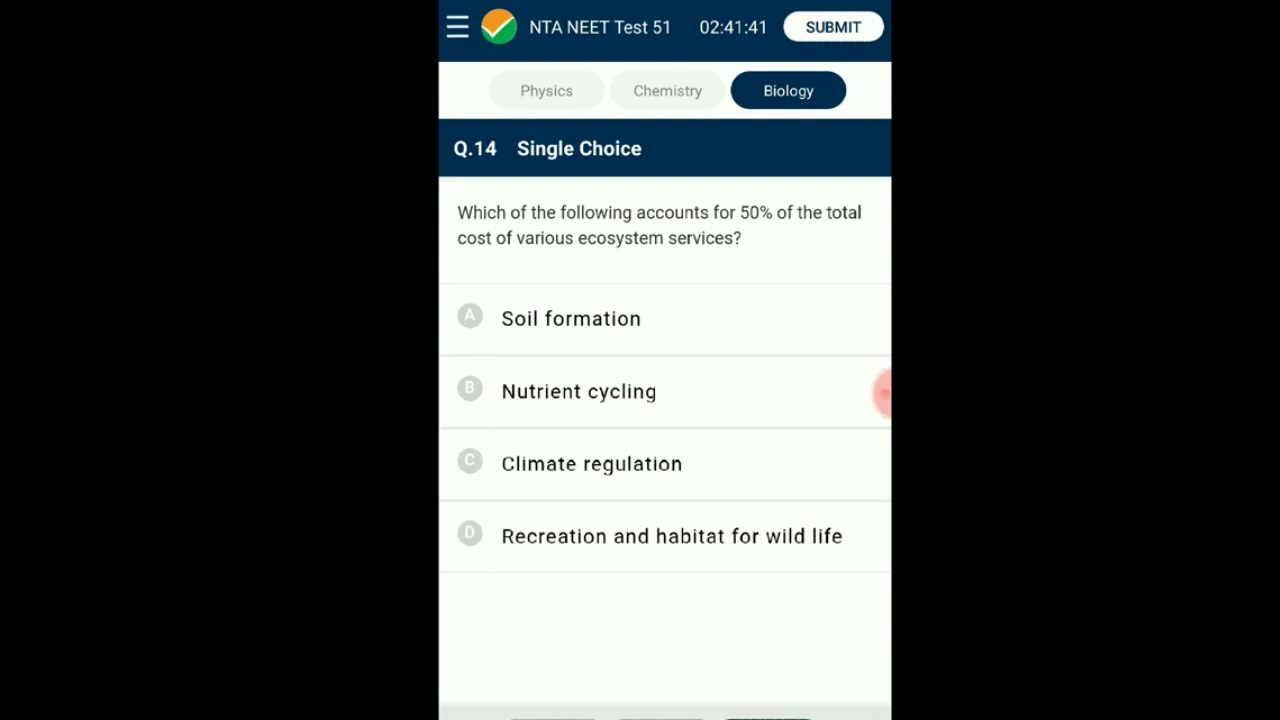 NTA NEET Test 51 02:41:41 SUBMIT
Physics Chemistry Biology
Q.14 Single Choice
Which of the following accounts for 50% of the total
cost of various ecosystem services?
A Soil formation
B Nutrient cycling
C Climate regulation
D Recreation and habitat for wild life